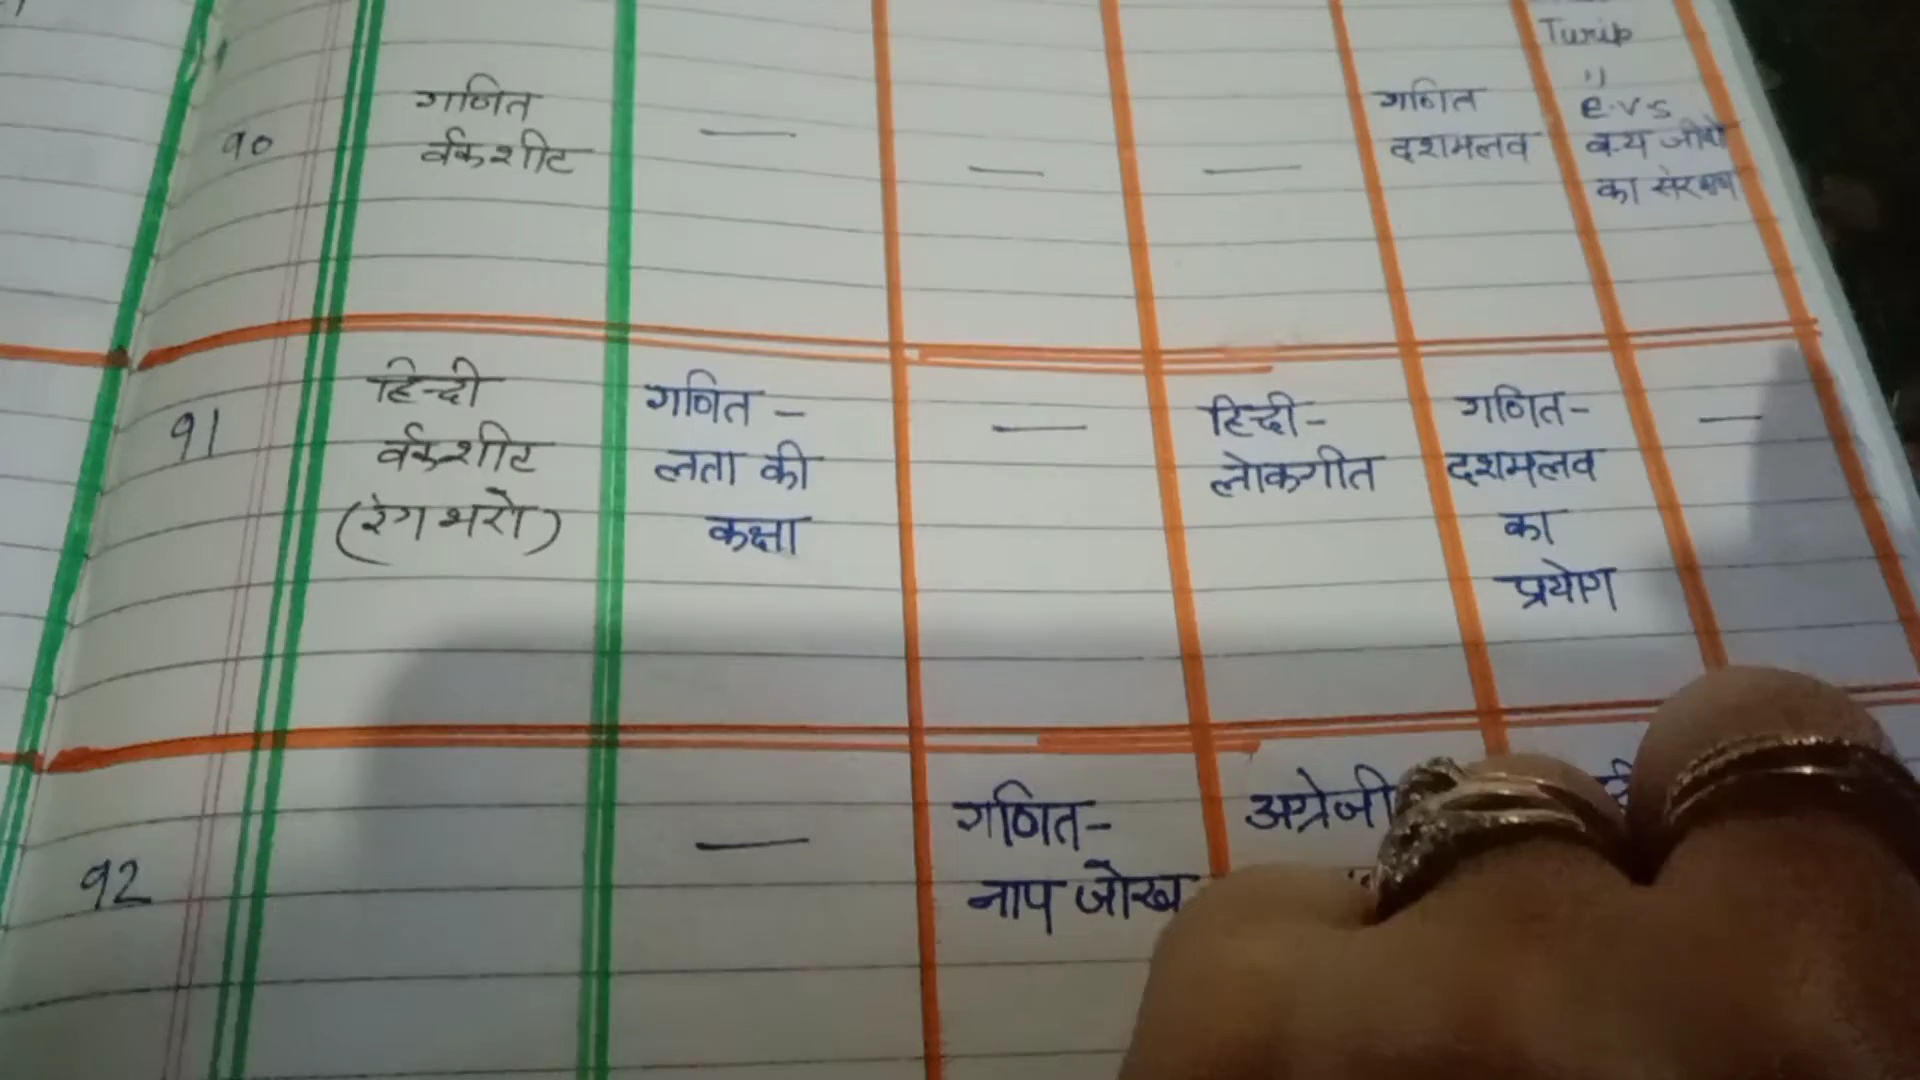 Turip
"
गणित
गणित
e.v.s
90
वर्कशीट
—
—
—
दशमलव
वन्य जीवो
का संरक्षण
हिन्दी
गणित -
—
हिन्दी-
गणित-
—
91
वर्कशीट
लता की
लोकगीत
दशमलव
(रंग भरो)
कक्षा
का
प्रयोग
—
गणित-
अंग्रेजी
92
नाप जोख